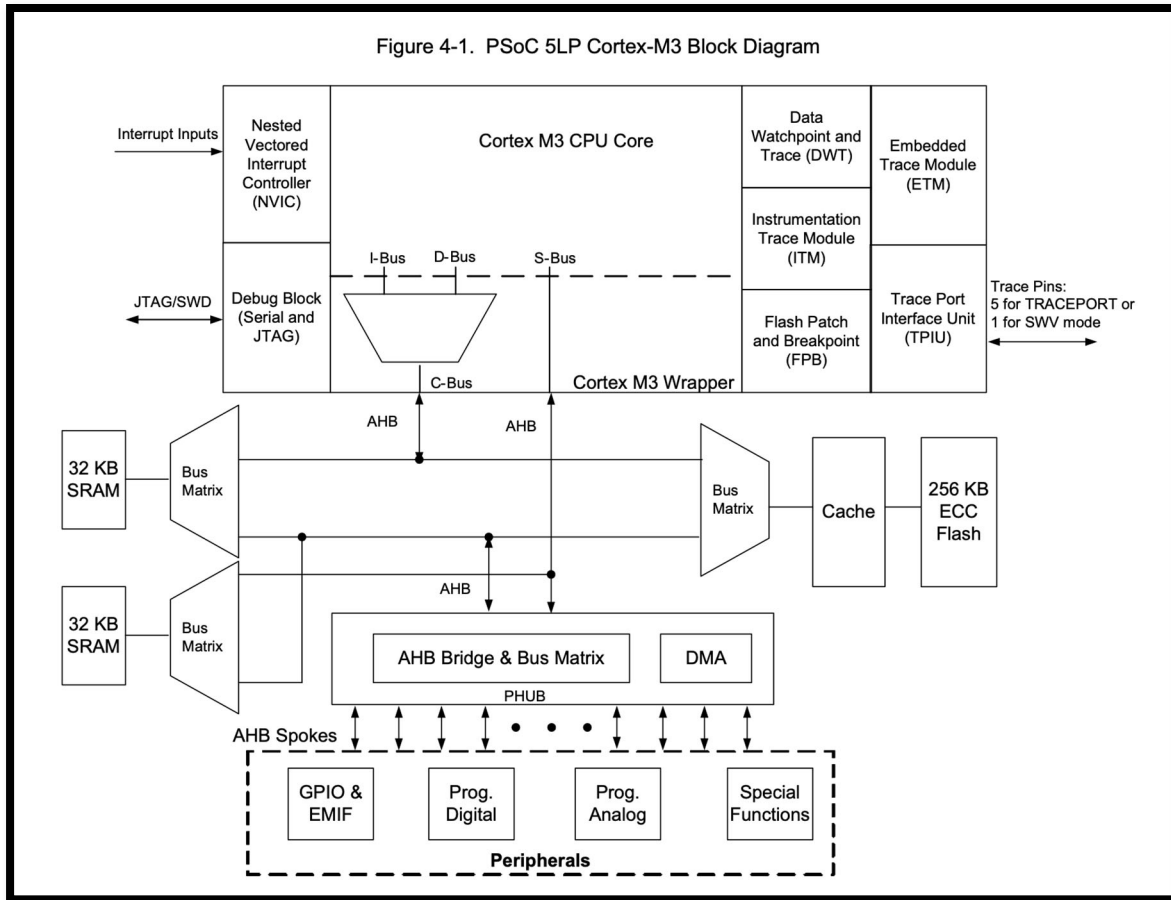 Figure 4-1. PSoC 5LP Cortex-M3 Block Diagram
Interrupt Inputs
Nested
Vectored
Interrupt
Controller
(NVIC)
Cortex M3 CPU Core
Data
Watchpoint and
Trace (DWT)
Embedded
Trace Module
(ETM)
Instrumentation
Trace Module
(ITM)
I-Bus
D-Bus
S-Bus
JTAG/SWD
Debug Block
(Serial and
JTAG)
Flash Patch
and Breakpoint
(FPB)
Trace Port
Interface Unit
(TPIU)
Trace Pins:
5 for TRACEPORT or
1 for SWV mode
C-Bus
Cortex M3 Wrapper
AHB
AHB
32 KB
SRAM
Bus
Matrix
Bus
Matrix
Cache
256 KB
ECC
Flash
AHB
32 KB
SRAM
Bus
Matrix
AHB Bridge & Bus Matrix
DMA
PHUB
AHB Spokes
GPIO &
EMIF
Prog.
Digital
Prog.
Analog
Special
Functions
Peripherals